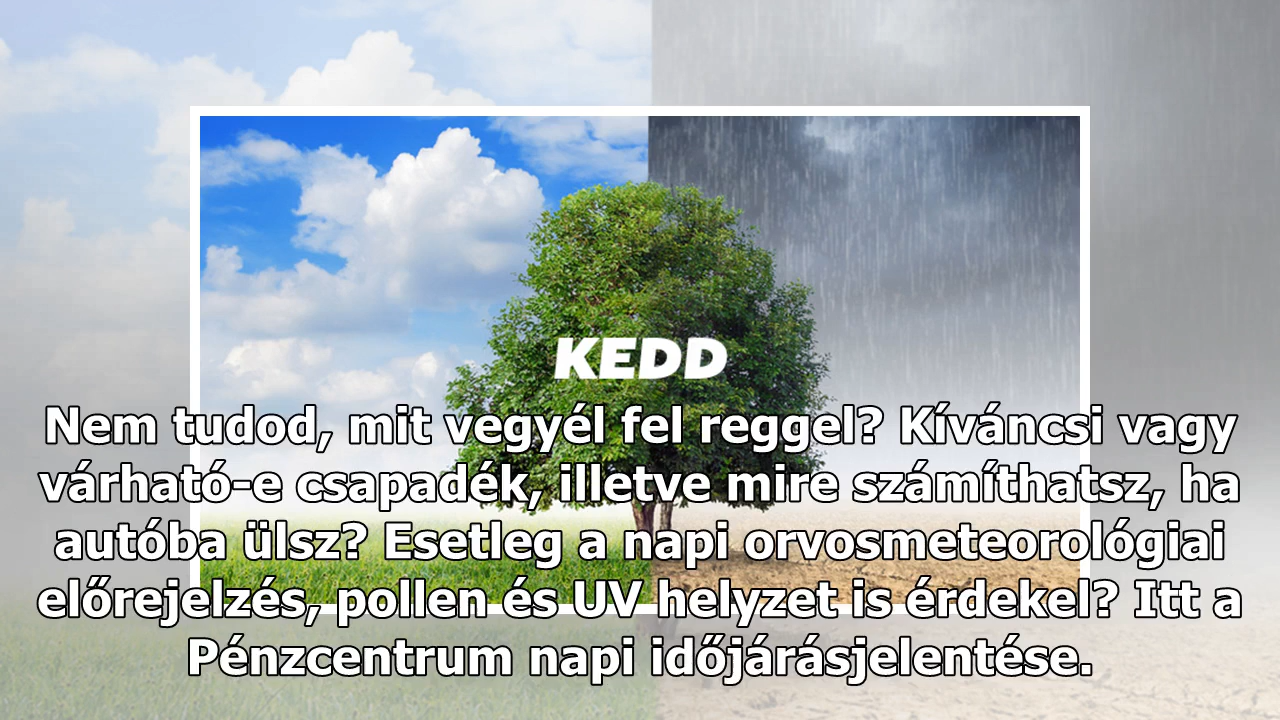 KEDD
Nem tudod, mit vegyél fel reggel? Kíváncsi vagy
várható-e csapadék, illetve mire számíthatsz, ha
autóba ülsz? Esetleg a napi orvosmeteorológiai
előrejelzés, pollen és UV helyzet is érdekel? Itt a
Pénzcentrum napi időjárásjelentése.